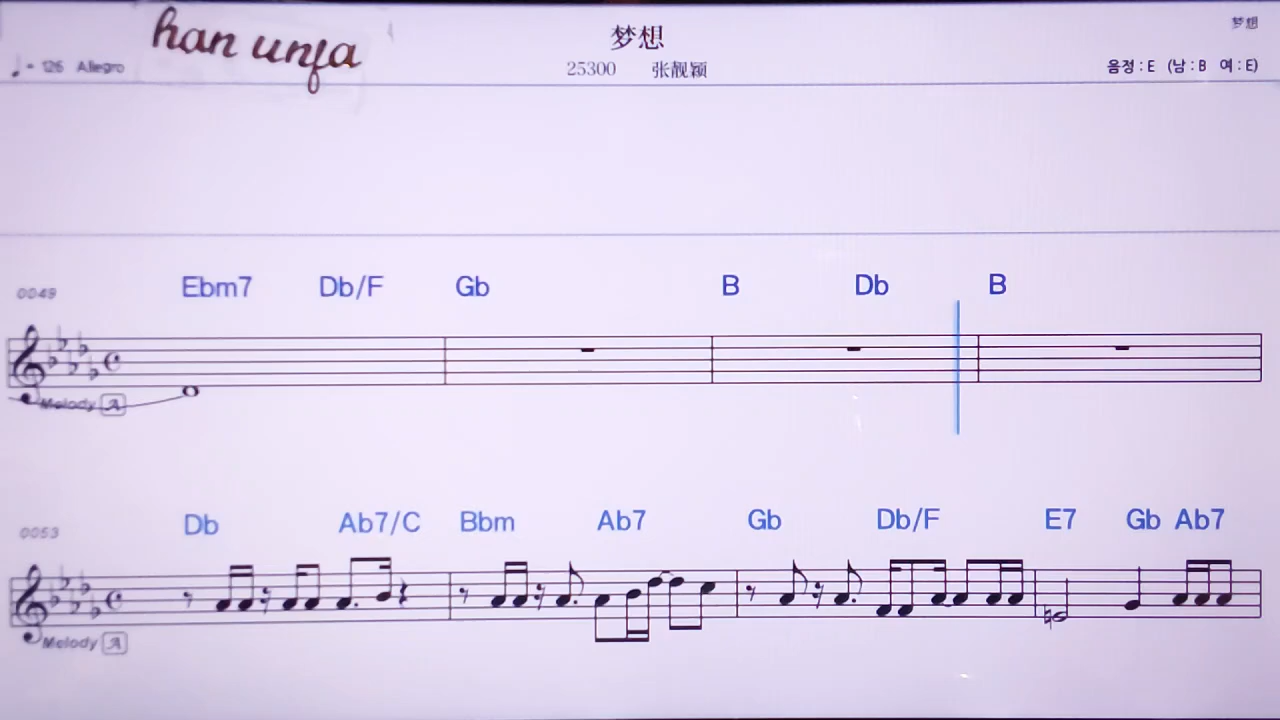 han unfa
梦想
梦想
♩= 126 Allegro
25300 张靓颖
음정 : E (남 : B 여 : E)
0049
Ebm7 Db/F Gb B Db B
Melody A
0053
Db Ab7/C Bbm Ab7 Gb Db/F E7 Gb Ab7
Melody A